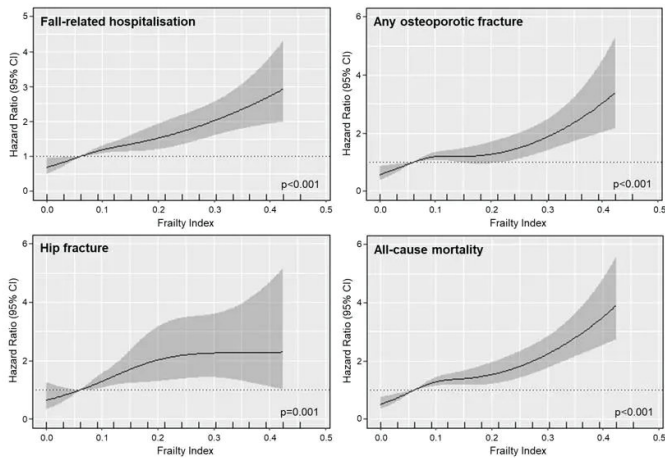 Fall-related hospitalisation
Hazard Ratio (95% CI)
5
4
3
2
1
0
p<0.001
0.0 0.1 0.2 0.3 0.4 0.5
Frailty Index
Any osteoporotic fracture
Hazard Ratio (95% CI)
6
4
2
0
p<0.001
0.0 0.1 0.2 0.3 0.4 0.5
Frailty Index
Hip fracture
Hazard Ratio (95% CI)
6
4
2
0
p=0.001
0.0 0.1 0.2 0.3 0.4 0.5
Frailty Index
All-cause mortality
Hazard Ratio (95% CI)
6
4
2
0
p<0.001
0.0 0.1 0.2 0.3 0.4 0.5
Frailty Index